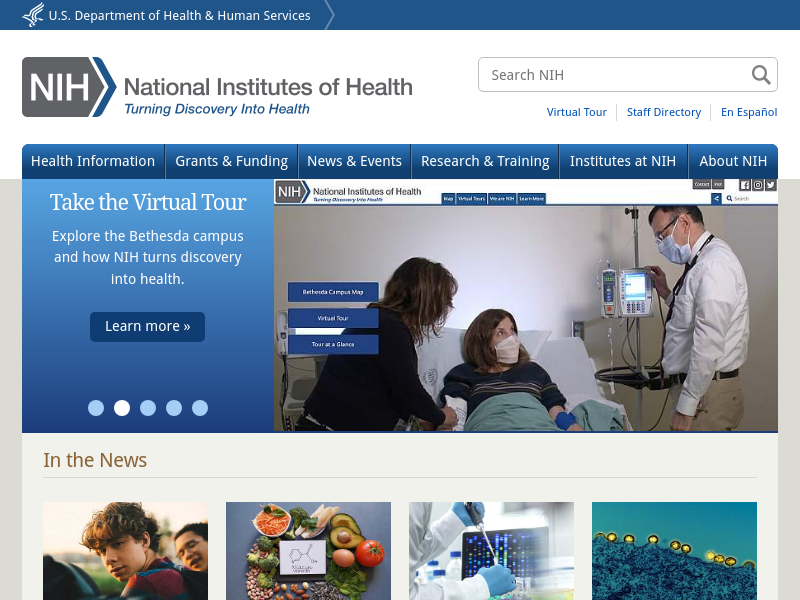 U.S. Department of Health & Human Services
NIH
National Institutes of Health
Turning Discovery Into Health
Search NIH
Virtual Tour
Staff Directory
En Español
Health Information
Grants & Funding
News & Events
Research & Training
Institutes at NIH
About NIH
Take the Virtual Tour
Explore the Bethesda campus
and how NIH turns discovery
into health.
Learn more »
NIH
National Institutes of Health
Turning Discovery Into Health
Map
Virtual Tours
We are NIH
Learn More
Contact
Visit
Search
Bethesda Campus Map
Virtual Tour
Tour at a Glance
In the News